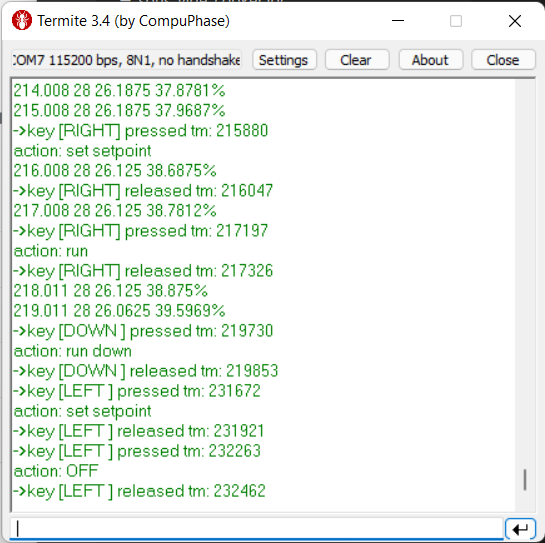 Termite 3.4 (by CompuPhase)
COM7 115200 bps, 8N1, no handshake
Settings
Clear
About
Close
214.008 28 26.1875 37.8781%
215.008 28 26.1875 37.9687%
->key [RIGHT] pressed tm: 215880
action: set setpoint
216.008 28 26.125 38.6875%
->key [RIGHT] released tm: 216047
217.008 28 26.125 38.7812%
->key [RIGHT] pressed tm: 217197
action: run
->key [RIGHT] released tm: 217326
218.011 28 26.125 38.875%
219.011 28 26.0625 39.5969%
->key [DOWN ] pressed tm: 219730
action: run down
->key [DOWN ] released tm: 219853
->key [LEFT ] pressed tm: 231672
action: set setpoint
->key [LEFT ] released tm: 231921
->key [LEFT ] pressed tm: 232263
action: OFF
->key [LEFT ] released tm: 232462